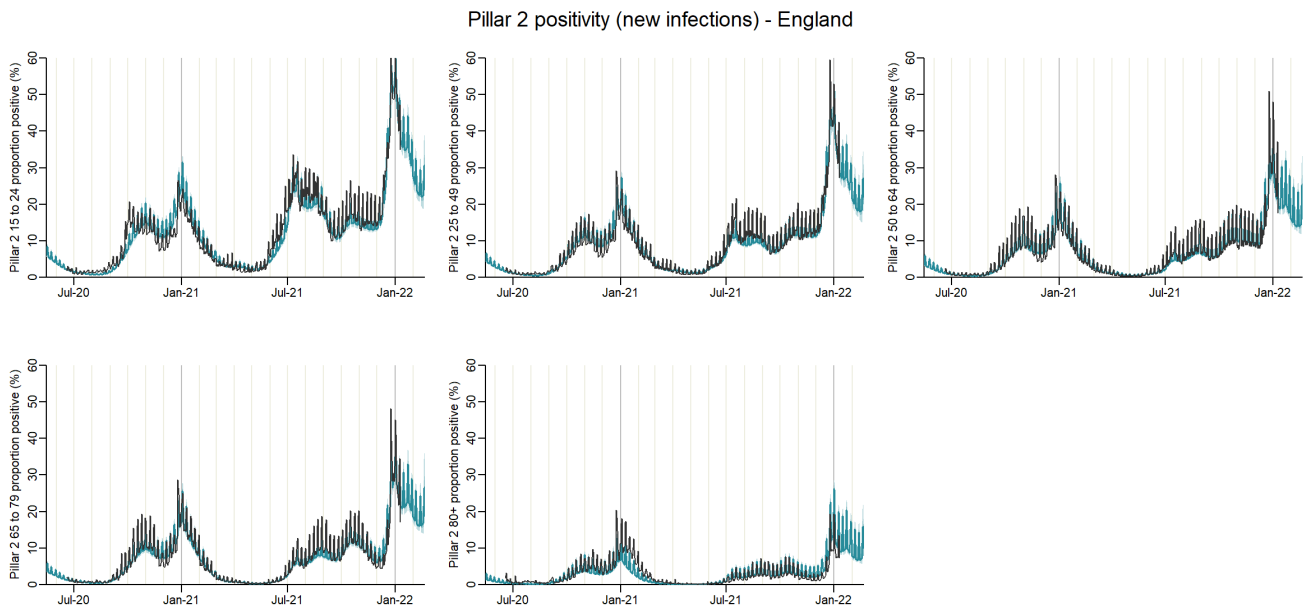 Pillar 2 positivity (new infections) - England
Pillar 2 15 to 24 proportion positive (%)
0 10 20 30 40 50 60
Jul-20 Jan-21 Jul-21 Jan-22
Pillar 2 25 to 49 proportion positive (%)
0 10 20 30 40 50 60
Jul-20 Jan-21 Jul-21 Jan-22
Pillar 2 50 to 64 proportion positive (%)
0 10 20 30 40 50 60
Jul-20 Jan-21 Jul-21 Jan-22
Pillar 2 65 to 79 proportion positive (%)
0 10 20 30 40 50 60
Jul-20 Jan-21 Jul-21 Jan-22
Pillar 2 80+ proportion positive (%)
0 10 20 30 40 50 60
Jul-20 Jan-21 Jul-21 Jan-22